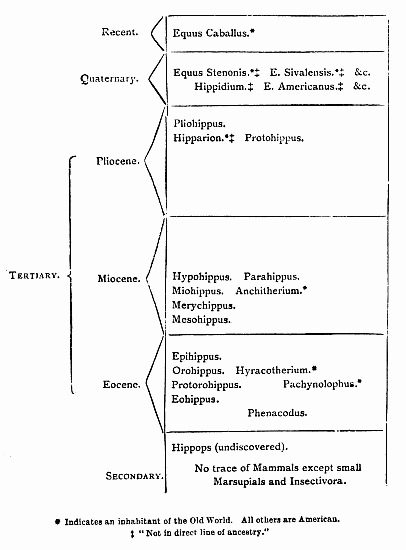 Recent. Equus Caballus.*
Quaternary. Equus Stenonis.*‡ E. Sivalensis.*‡ &c.
Hippidium.‡ E. Americanus.‡ &c.
Pliohippus.
Hipparion.*‡ Protohippus.
Pliocene.
TERTIARY. Miocene. Hypohippus. Parahippus.
Miohippus. Anchitherium.*
Merychippus.
Mesohippus.
Epihippus.
Orohippus. Hyracotherium.*
Eocene. Protorohippus. Pachynolophus.*
Eohippus.
Phenacodus.
Hippops (undiscovered).
SECONDARY. No trace of Mammals except small
Marsupials and Insectivora.
* Indicates an inhabitant of the Old World. All others are American.
‡ "Not in direct line of ancestry."